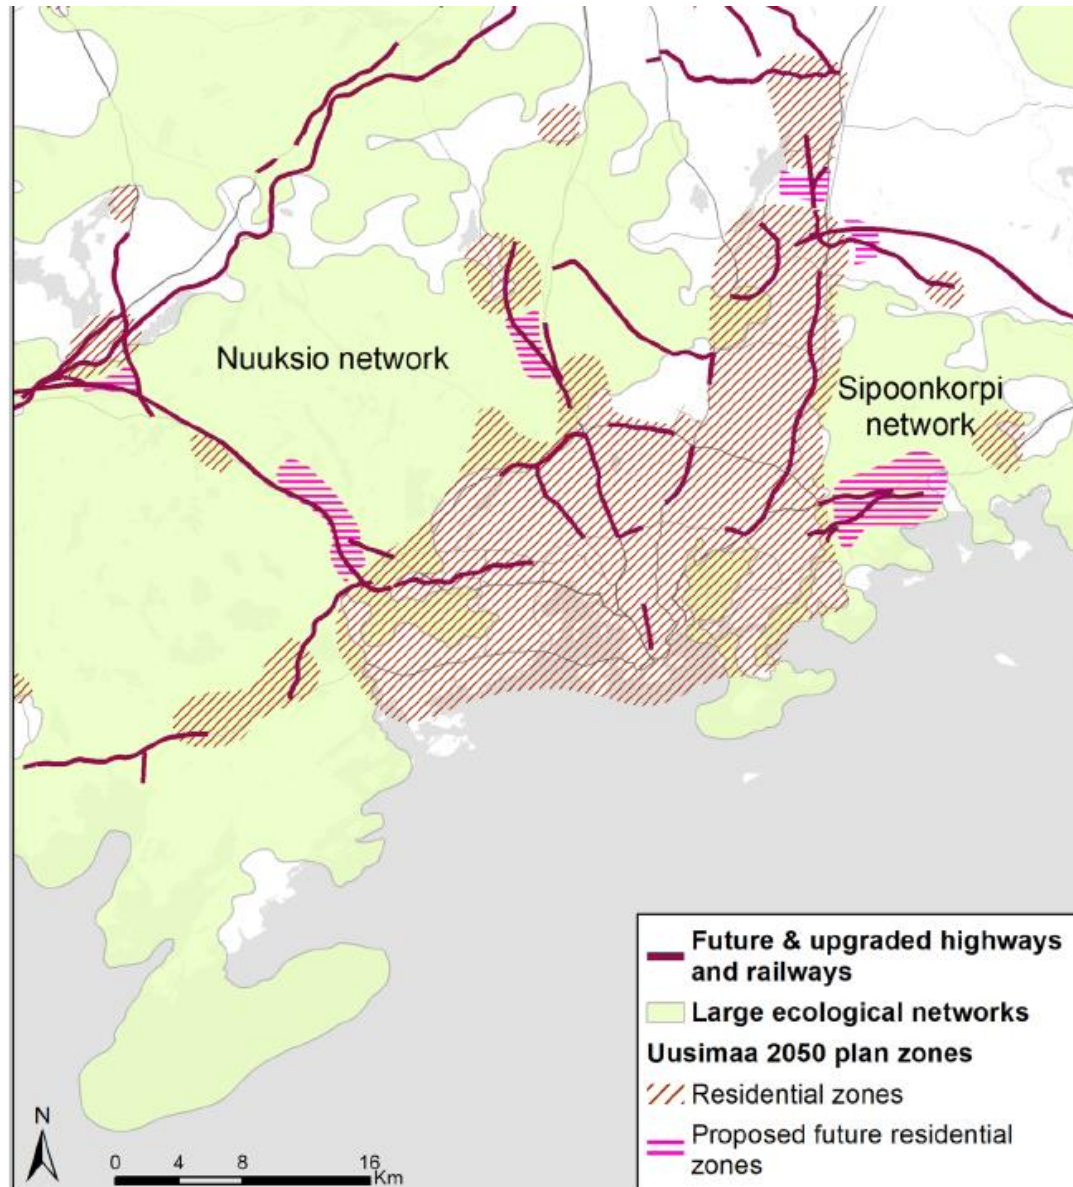 Nuuksio network
Sipoonkorpi
network
Future & upgraded highways
and railways
Large ecological networks
Uusimaa 2050 plan zones
Residential zones
Proposed future residential
zones
N
0 4 8 16
Km